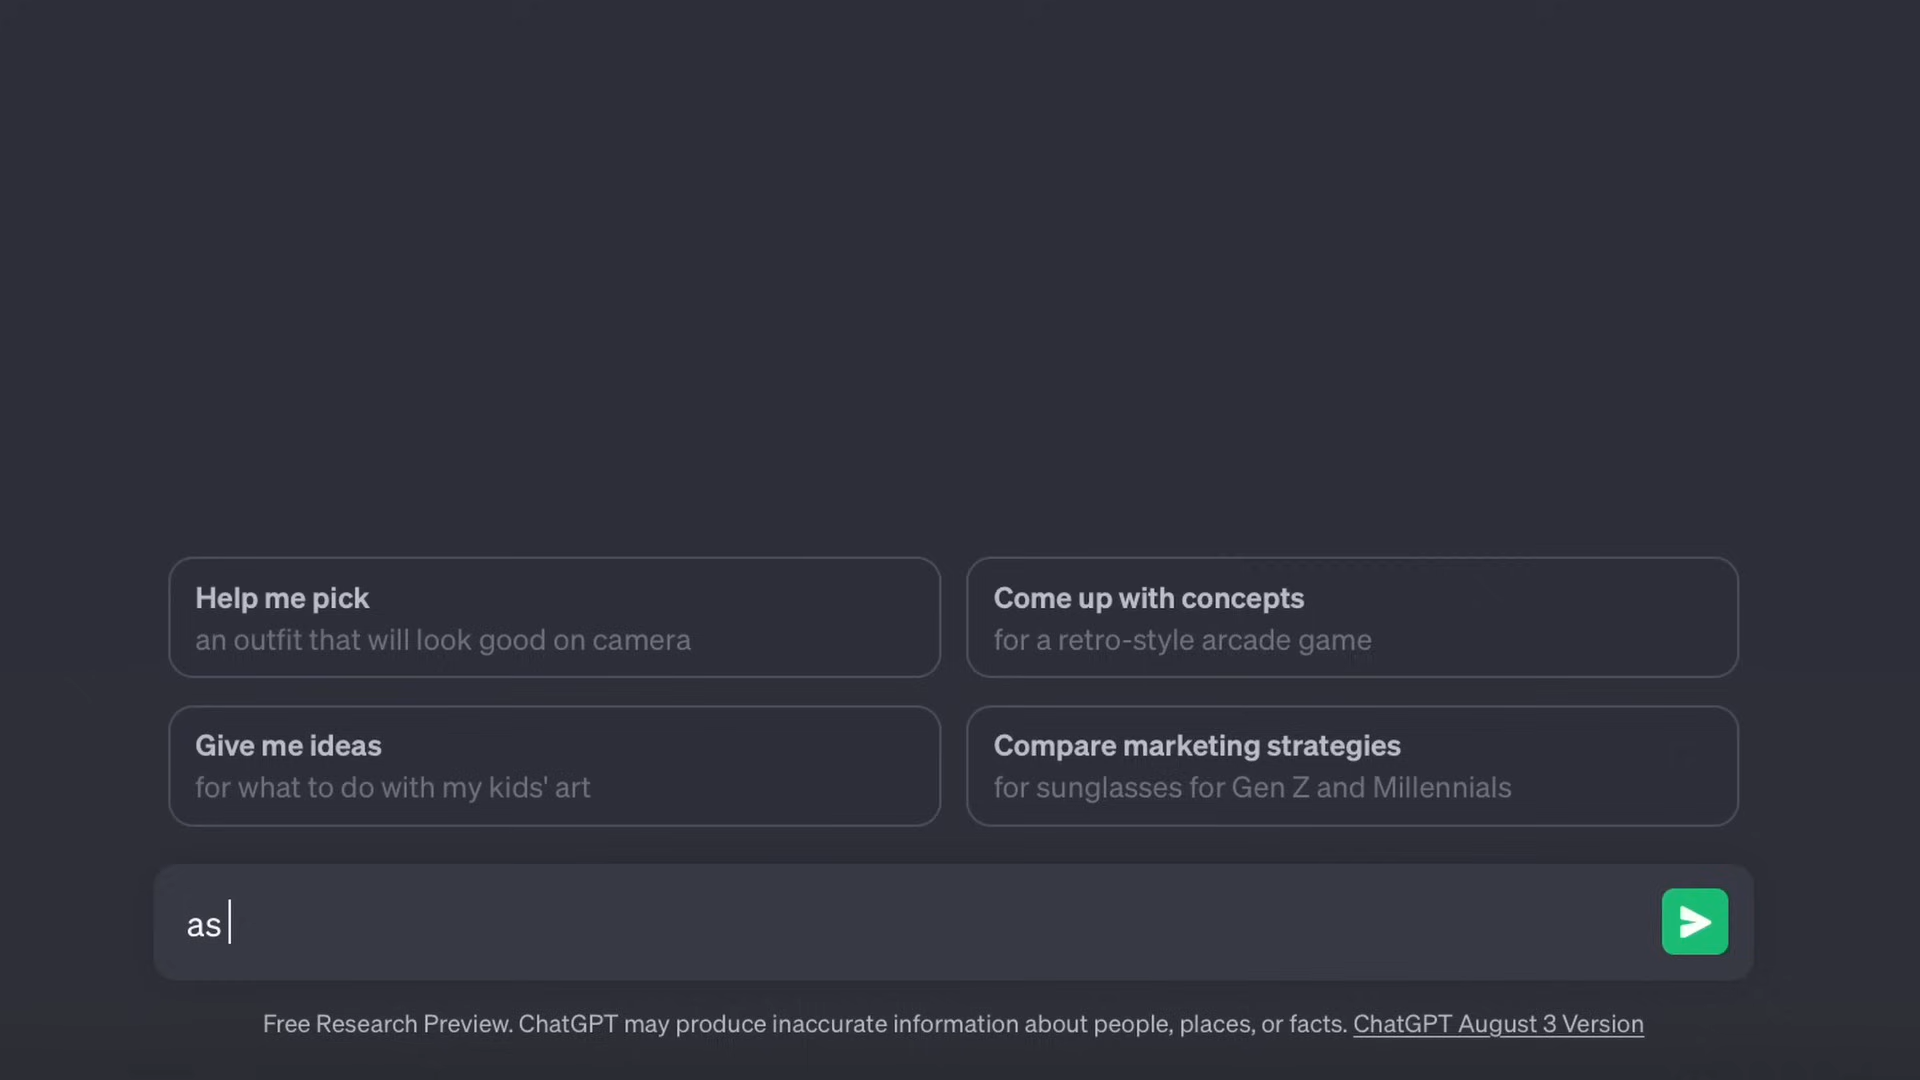 Help me pick
an outfit that will look good on camera
Come up with concepts
for a retro-style arcade game
Give me ideas
for what to do with my kids' art
Compare marketing strategies
for sunglasses for Gen Z and Millennials
as
Free Research Preview. ChatGPT may produce inaccurate information about people, places, or facts. ChatGPT August 3 Version